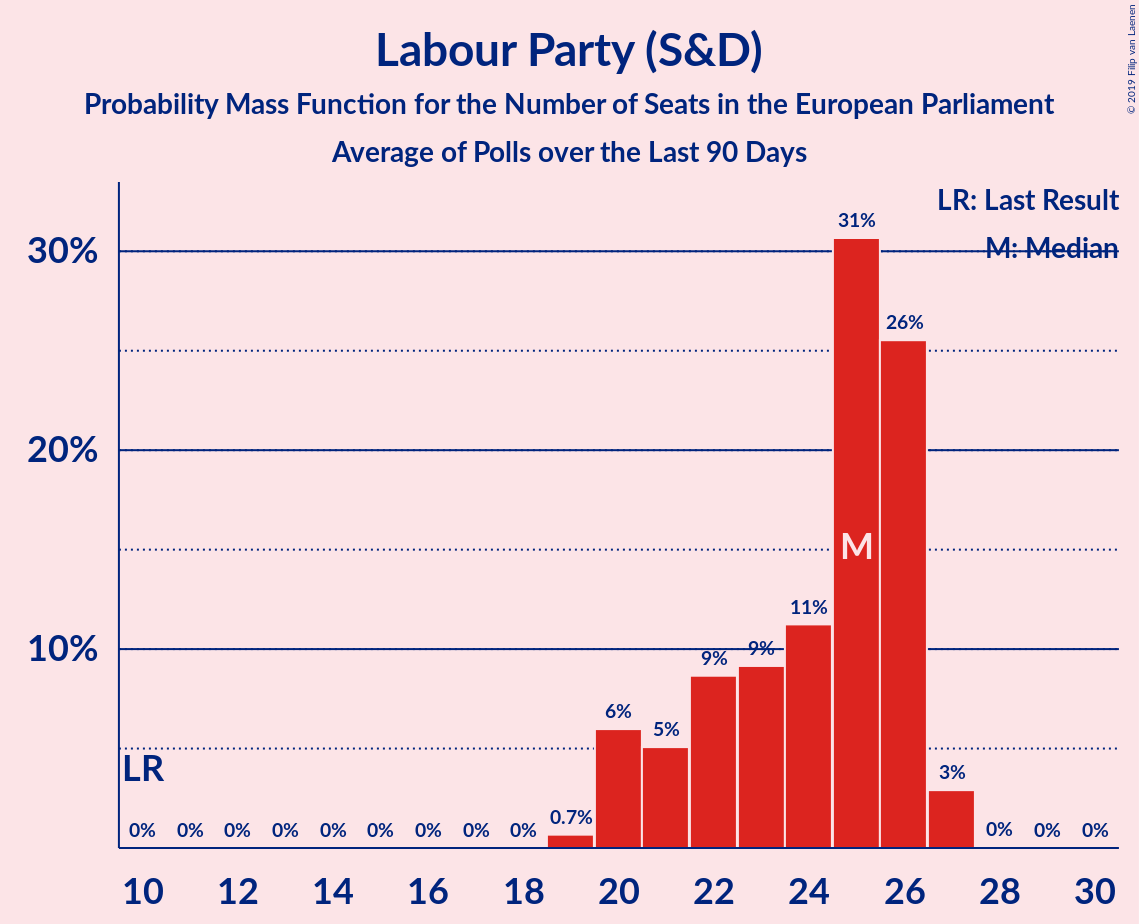 Labour Party (S&D)
Probability Mass Function for the Number of Seats in the European Parliament
Average of Polls over the Last 90 Days
© 2019 Filip van Laenen
LR: Last Result
M: Median
30%
20%
10%
31%
26%
M
11%
9%
9%
6%
5%
3%
0.7%
LR
0% 0% 0% 0% 0% 0% 0% 0% 0% 0% 0% 0%
10 12 14 16 18 20 22 24 26 28 30